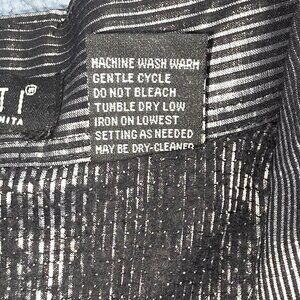 MACHINE WASH WARM
GENTLE CYCLE
DO NOT BLEACH
TUMBLE DRY LOW
IRON ON LOWEST
SETTING AS NEEDED
MAY BE DRY-CLEANED